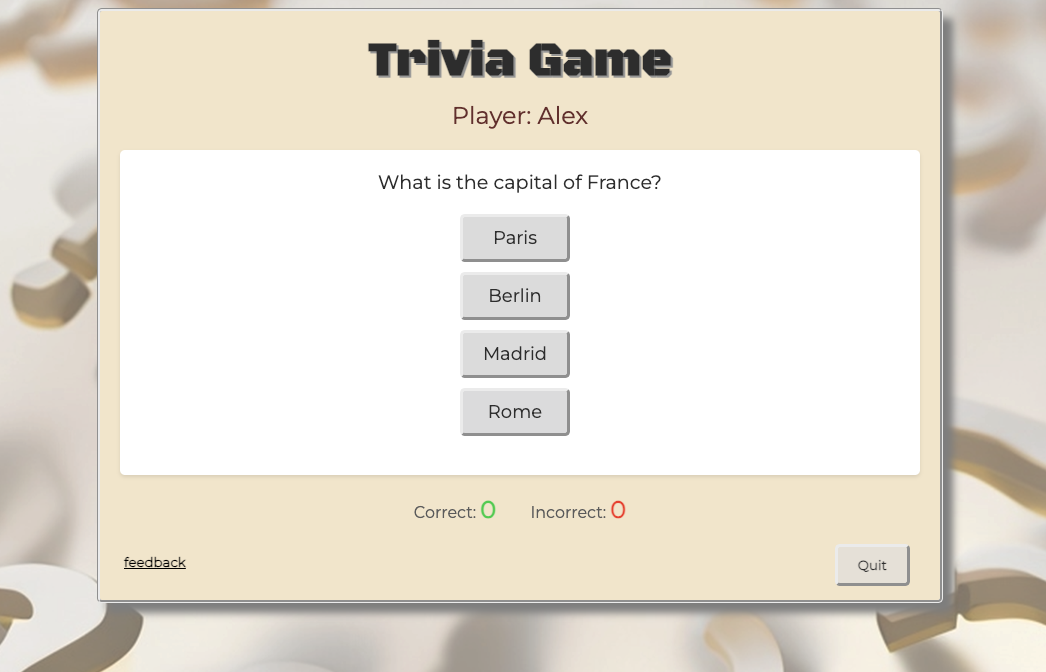 Trivia Game
Player: Alex
What is the capital of France?
Paris
Berlin
Madrid
Rome
Correct: 0 Incorrect: 0
feedback
Quit